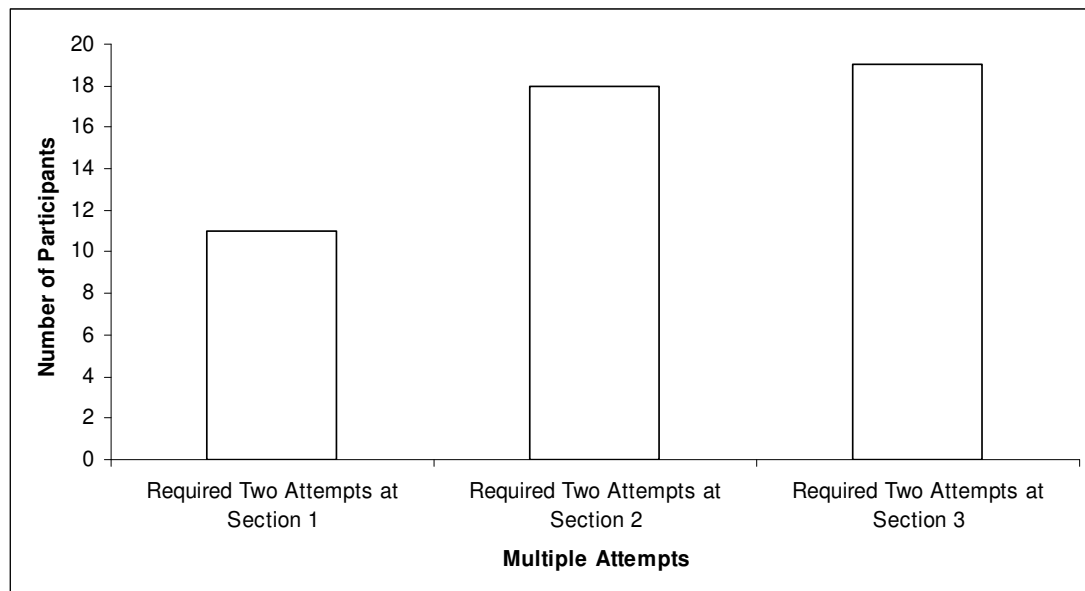 20
18
16
14
12
10
8
6
4
2
0
Number of Participants
Required Two Attempts at
Section 1
Required Two Attempts at
Section 2
Required Two Attempts at
Section 3
Multiple Attempts